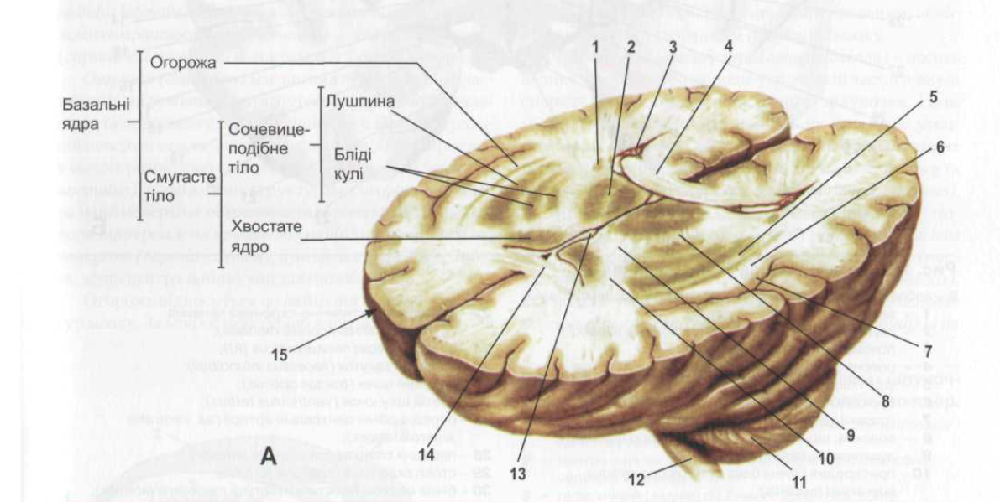 1 2 3 4
Огорожа
5
Базальні
ядра
Лушпина
Сочевице-
подібне
тіло
Бліді
кулі
6
Смугасте
тіло
Хвостате
ядро
7
15
8
9
А
14
10
13
12
11